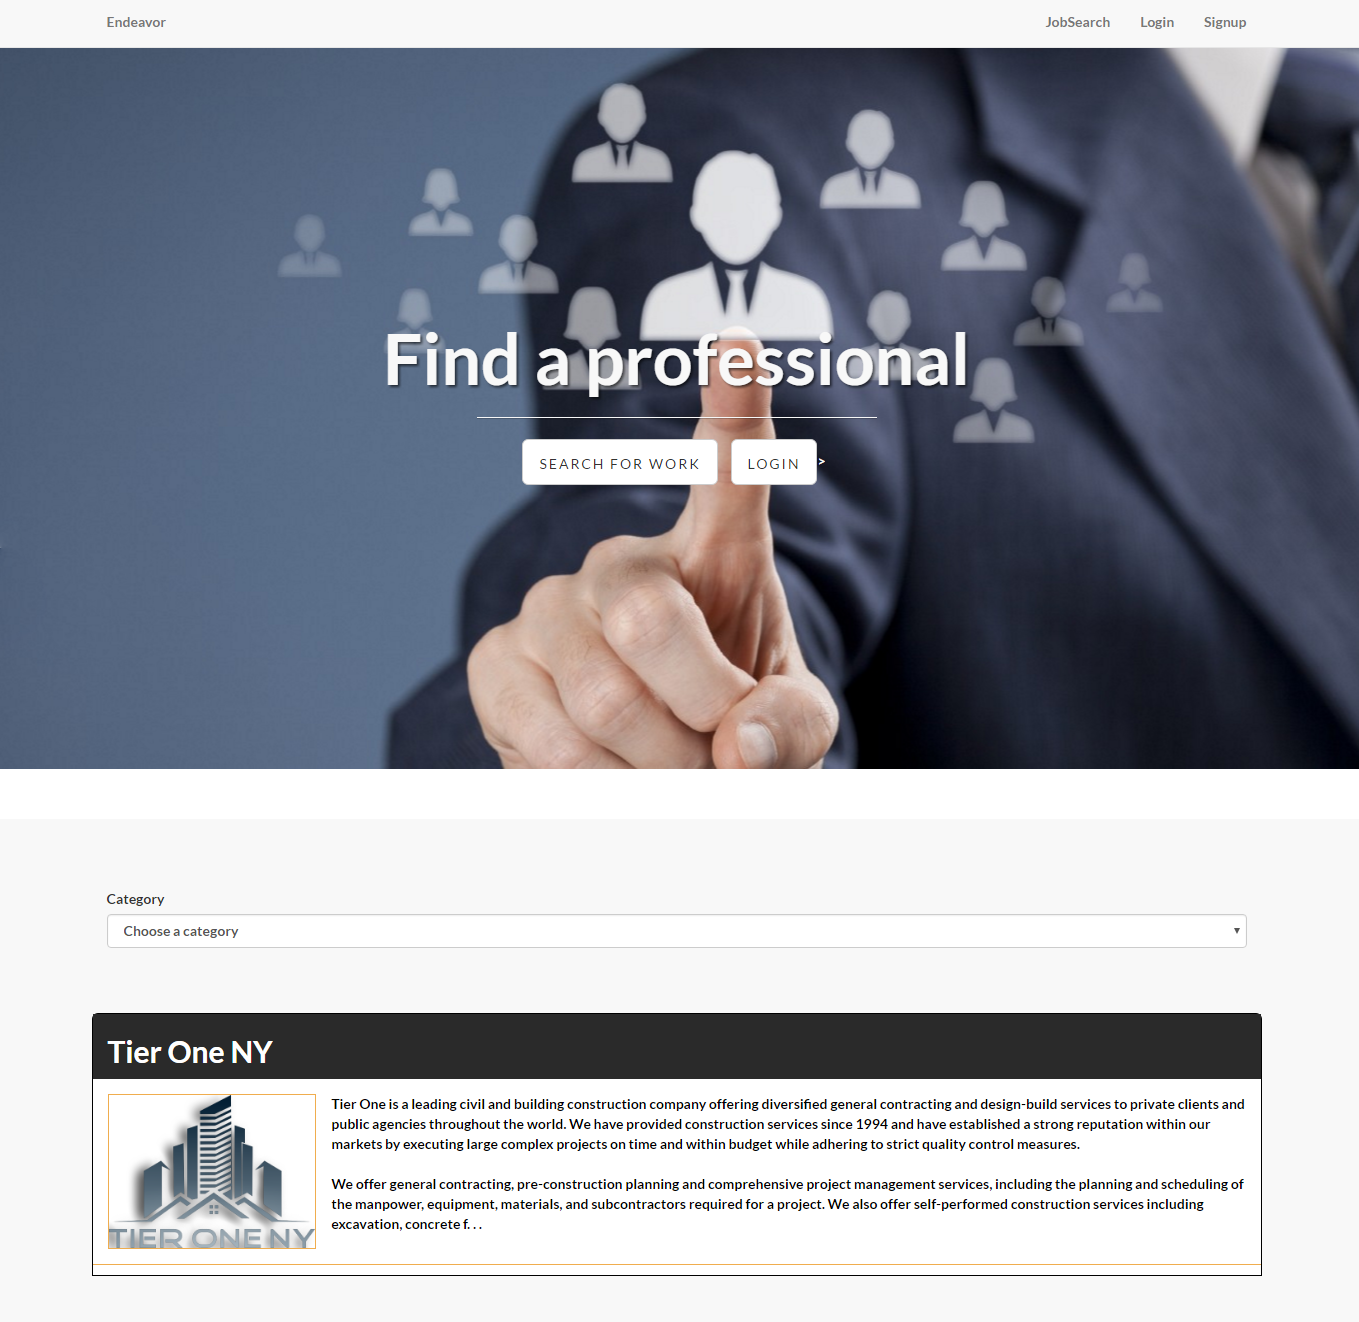 Endeavor
JobSearch Login Signup
Find a professional
SEARCH FOR WORK LOGIN >
Category
Choose a category
Tier One NY
Tier One is a leading civil and building construction company offering diversified general contracting and design-build services to private clients and
public agencies throughout the world. We have provided construction services since 1994 and have established a strong reputation within our
markets by executing large complex projects on time and within budget while adhering to strict quality control measures.
We offer general contracting, pre-construction planning and comprehensive project management services, including the planning and scheduling of
the manpower, equipment, materials, and subcontractors required for a project. We also offer self-performed construction services including
excavation, concrete f. . .
TIER ONE NY